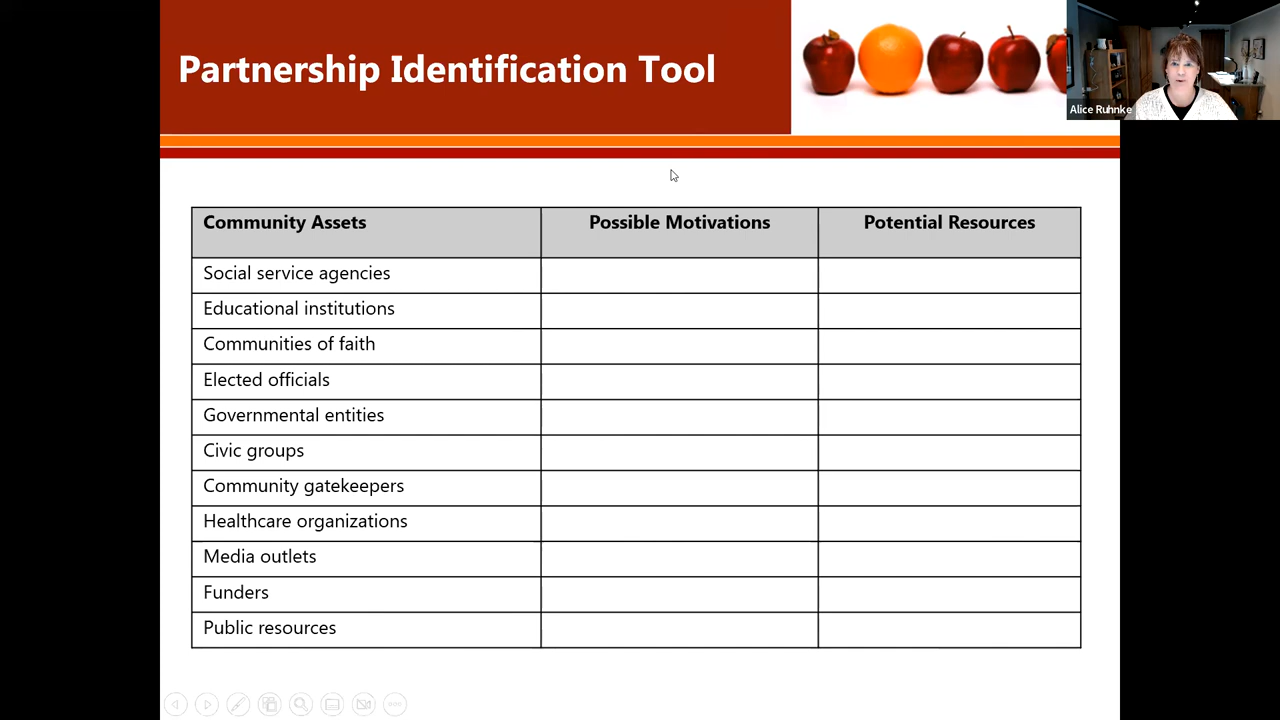 Partnership Identification Tool
Alice Ruhnke
Community Assets Possible Motivations Potential Resources
Social service agencies
Educational institutions
Communities of faith
Elected officials
Governmental entities
Civic groups
Community gatekeepers
Healthcare organizations
Media outlets
Funders
Public resources